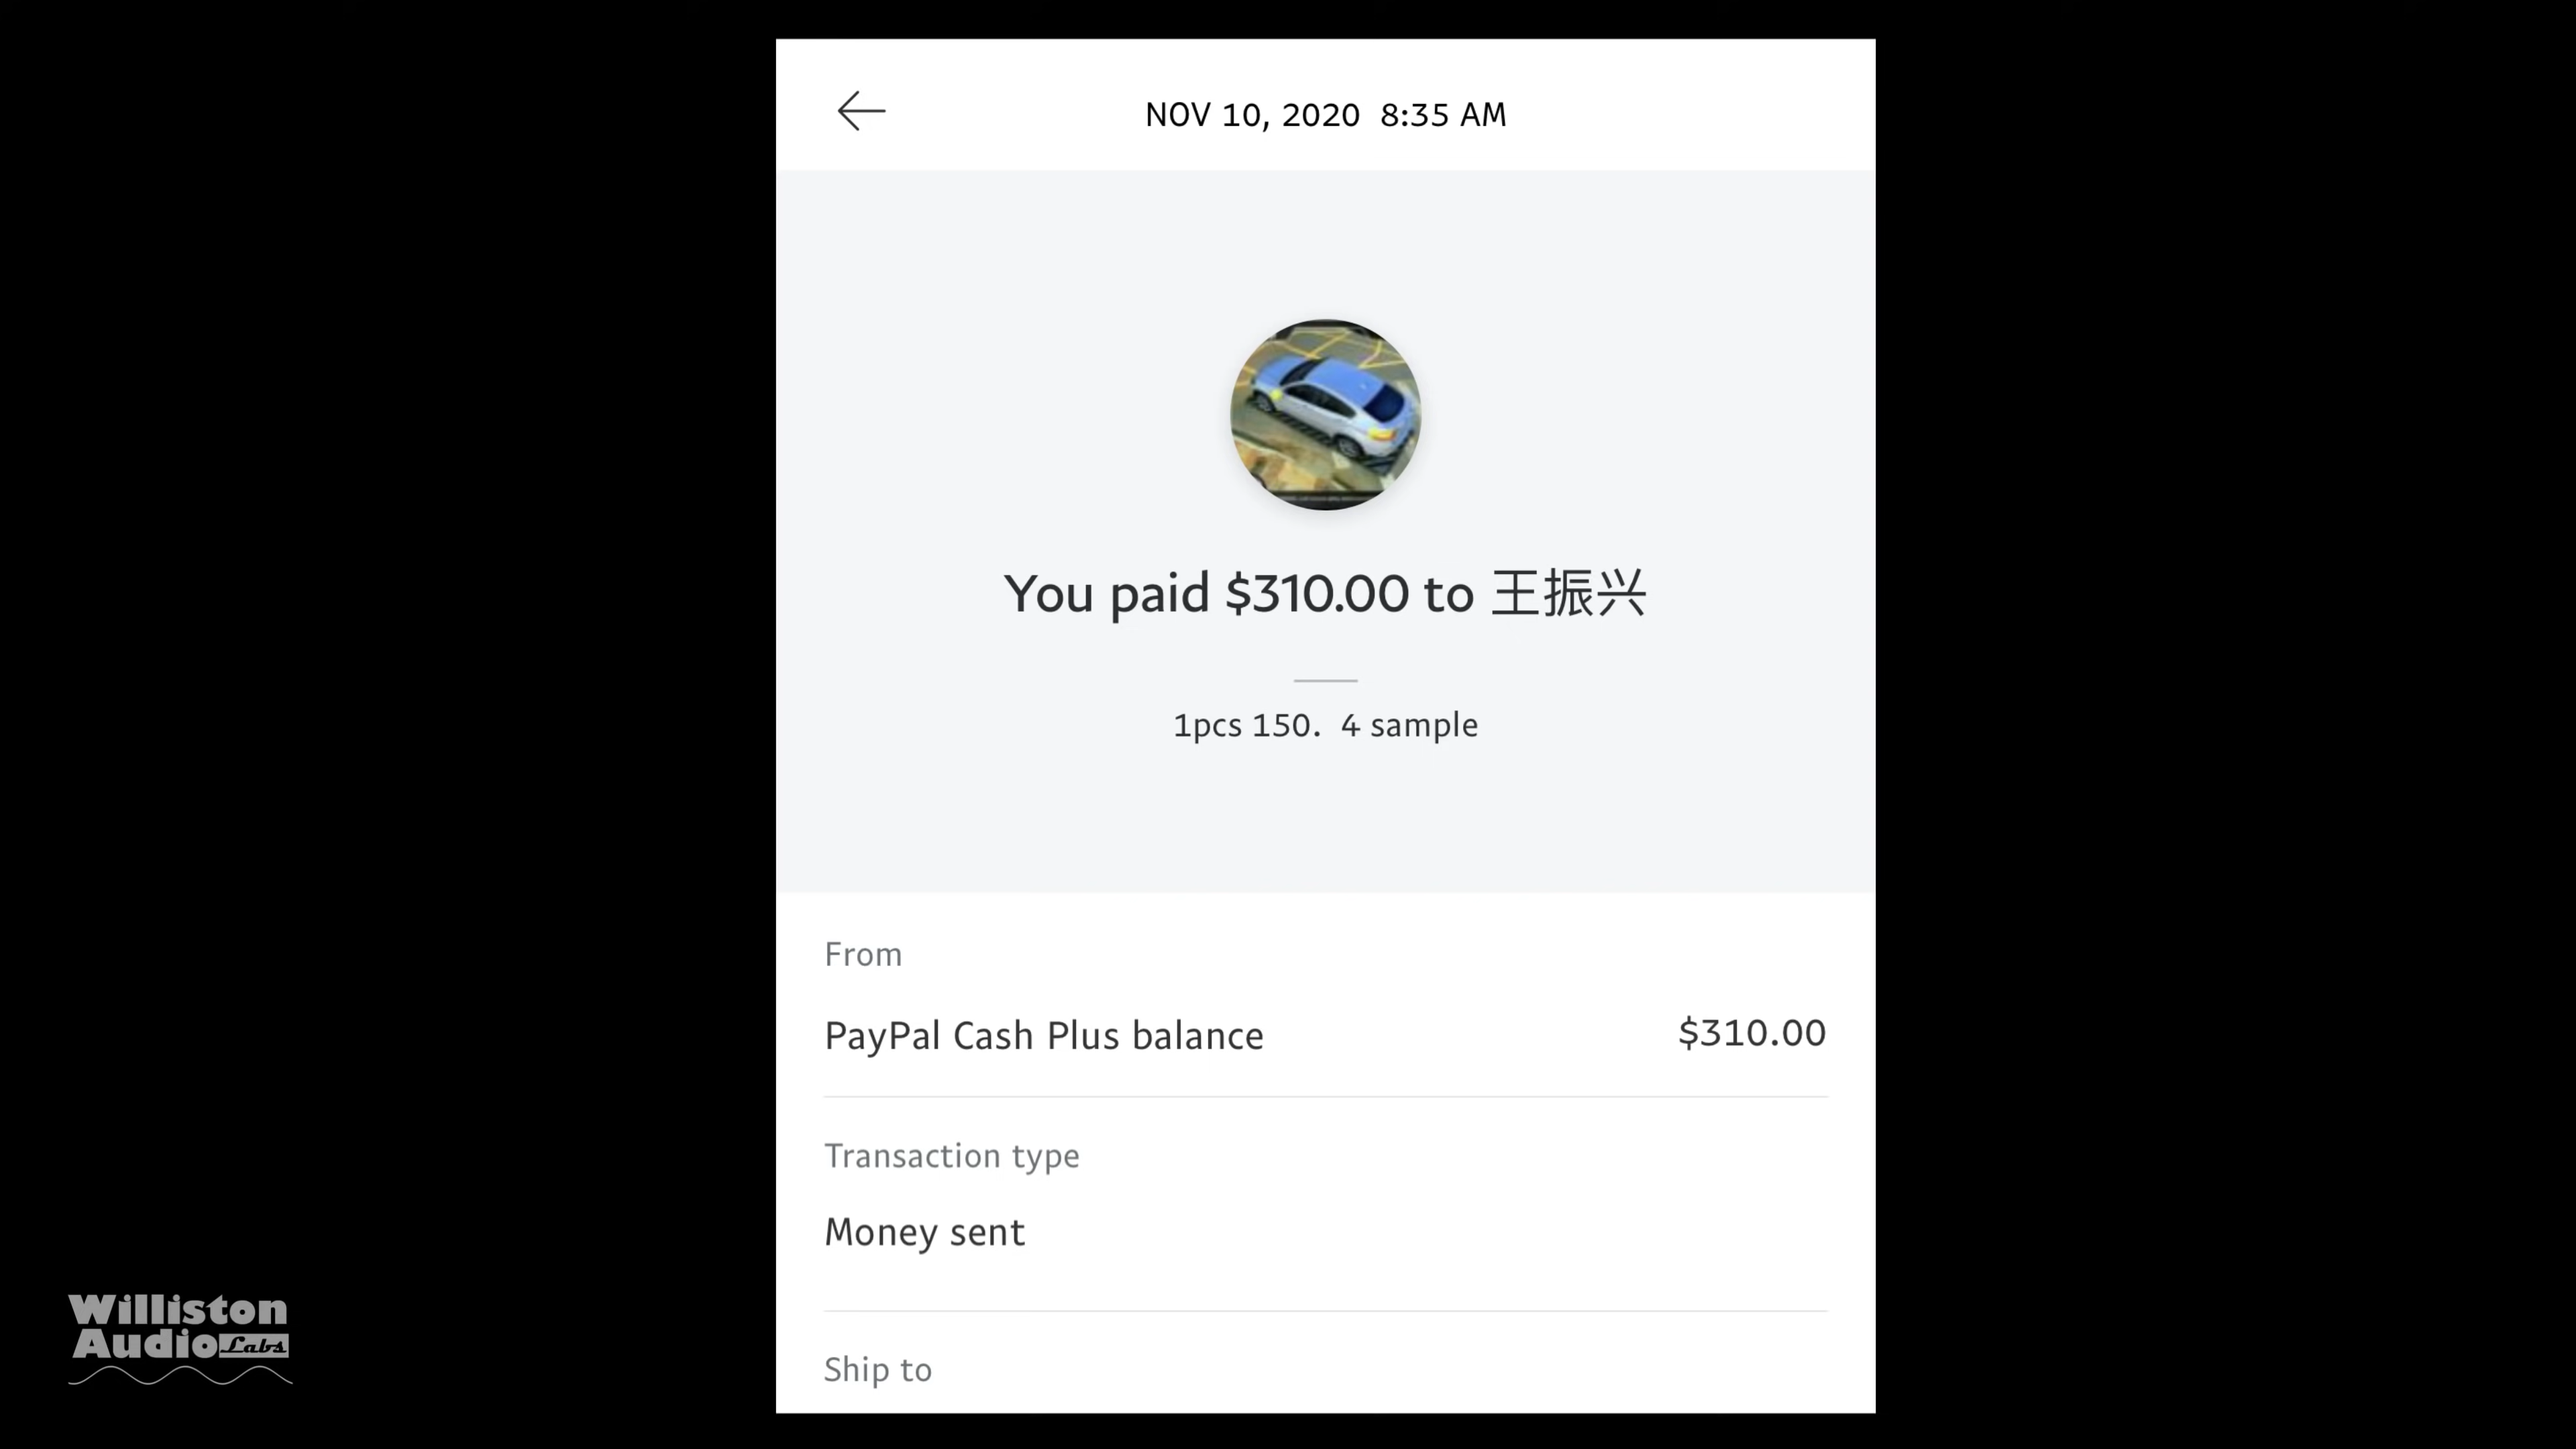 NOV 10, 2020 8:35 AM
You paid $310.00 to 王振兴
1pcs 150. 4 sample
From
PayPal Cash Plus balance $310.00
Transaction type
Money sent
Ship to
Williston
Audio Labs